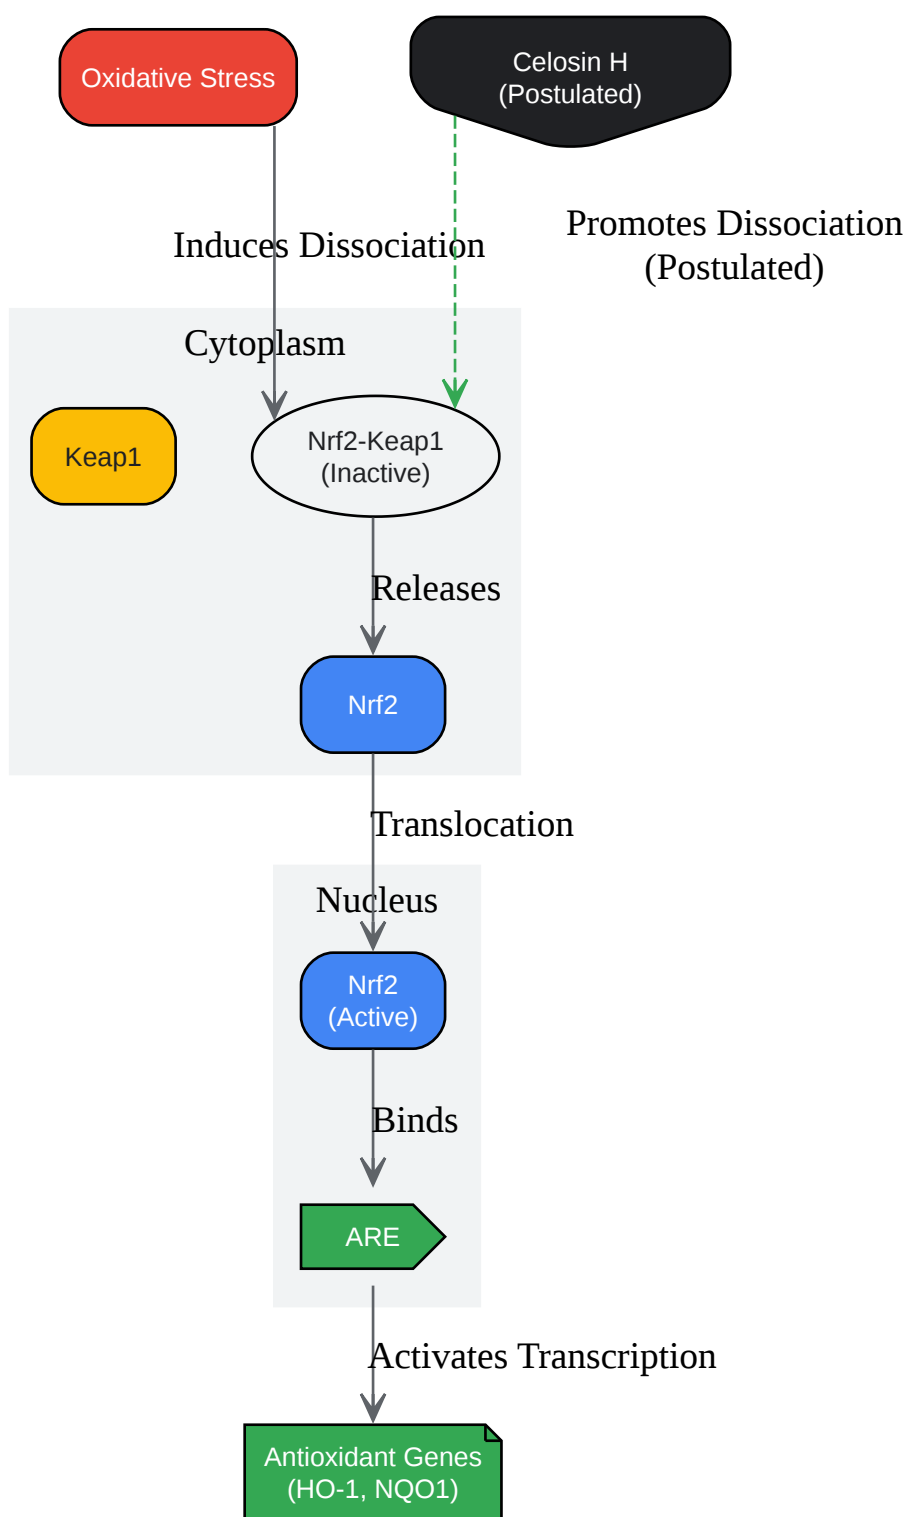 Oxidative Stress
Celosin H
(Postulated)
Induces Dissociation
Promotes Dissociation
(Postulated)
Cytoplasm
Keap1
Nrf2-Keap1
(Inactive)
Releases
Nrf2
Translocation
Nucleus
Nrf2
(Active)
Binds
ARE
Activates Transcription
Antioxidant Genes
(HO-1, NQO1)